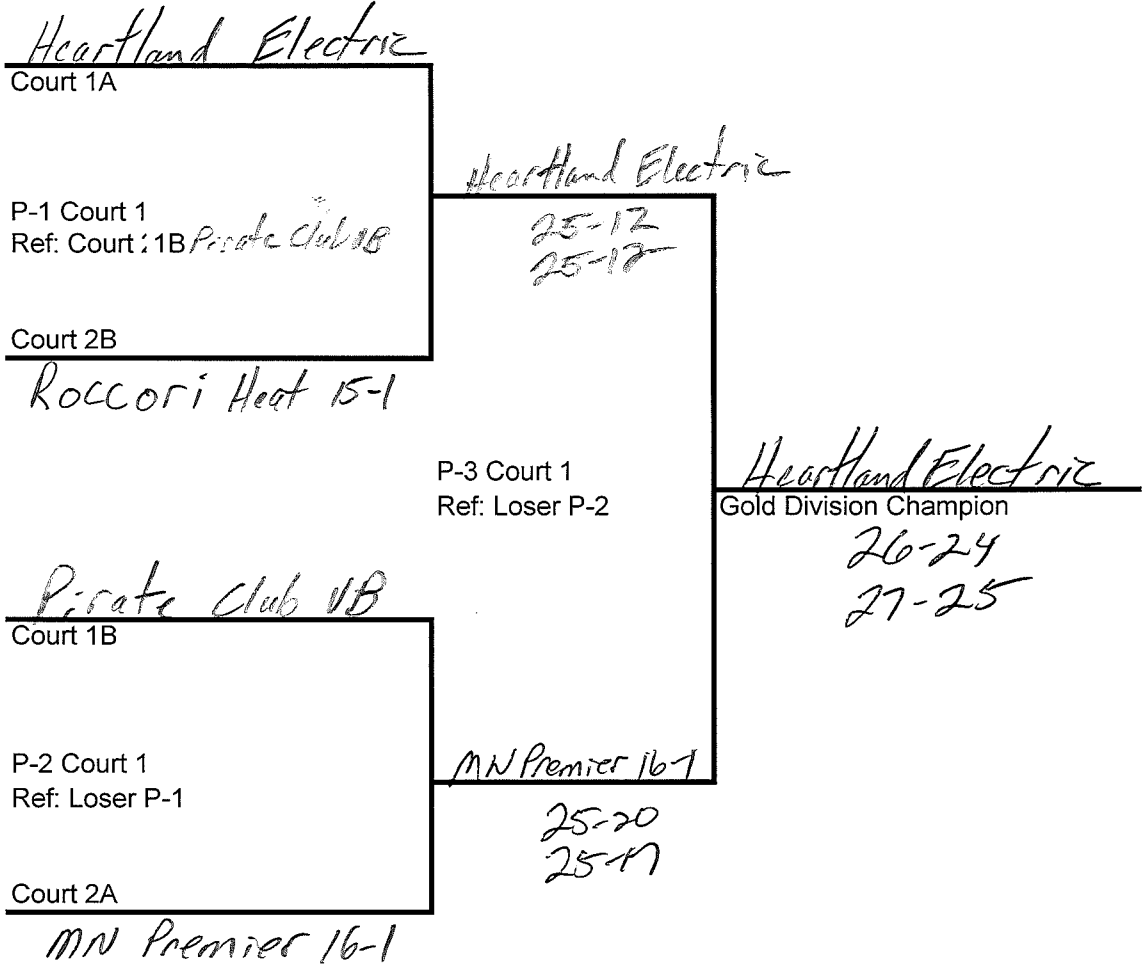 Heartland Electric
Court 1A
Heartland Electric
P-1 Court 1
Ref: Court 1B Pirate Club VB
25-12
25-12
Court 2B
Roccori Heat 15-1
P-3 Court 1
Ref: Loser P-2
Heartland Electric
Gold Division Champion
26-24
27-25
Pirate Club VB
Court 1B
P-2 Court 1
Ref: Loser P-1
MN Premier 16-1
25-20
25-17
Court 2A
MN Premier 16-1